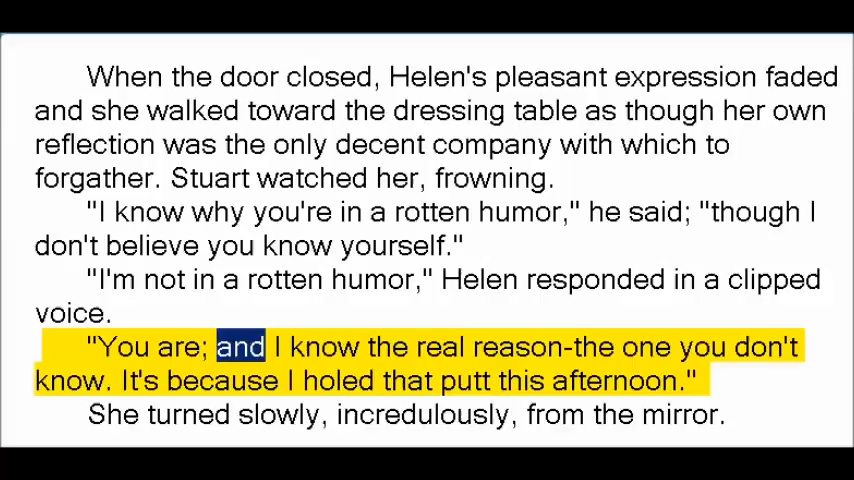 When the door closed, Helen's pleasant expression faded
and she walked toward the dressing table as though her own
reflection was the only decent company with which to
forgather. Stuart watched her, frowning.
"I know why you're in a rotten humor," he said; "though I
don't believe you know yourself."
"I'm not in a rotten humor," Helen responded in a clipped
voice.
"You are; and I know the real reason-the one you don't
know. It's because I holed that putt this afternoon."
She turned slowly, incredulously, from the mirror.